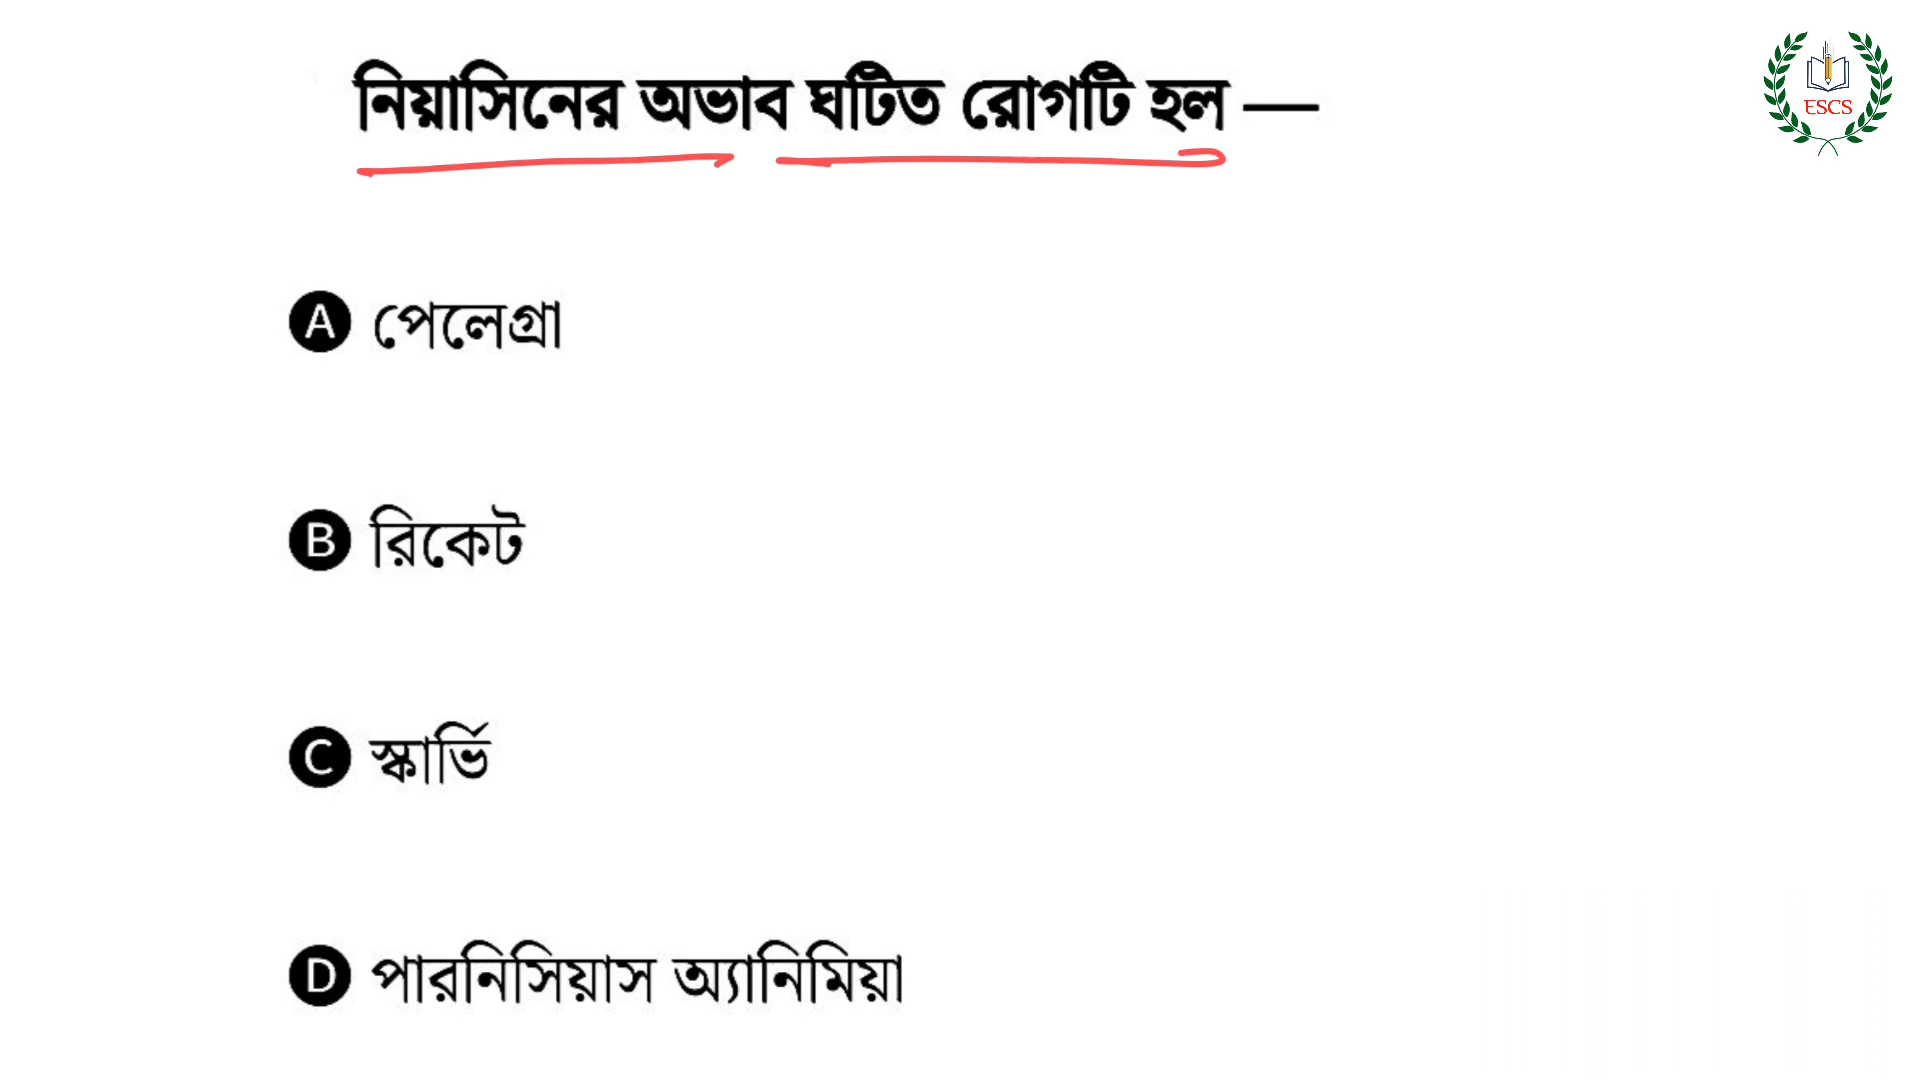 নিয়াসিনের অভাব ঘটিত রোগটি হল —
ESCS
A পেলেগ্রা
B রিকেট
C স্কার্ভি
D পারনিসিয়াস অ্যানিমিয়া